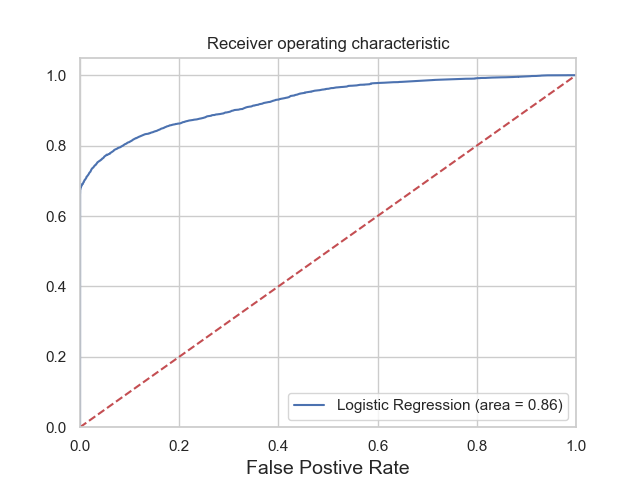 Receiver operating characteristic
1.0
0.8
0.6
0.4
0.2
0.0
Logistic Regression (area = 0.86)
0.0 0.2 0.4 0.6 0.8 1.0
False Postive Rate